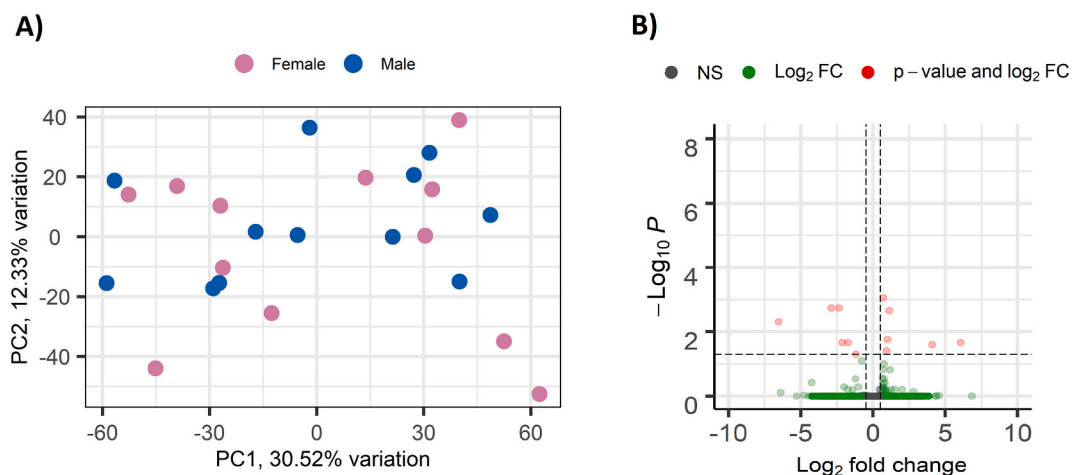 A)
Female Male
40
20
0
-20
-40
PC2, 12.33% variation
-60 -30 0 30 60
PC1, 30.52% variation
B)
NS Log2 FC p − value and log2 FC
8
6
4
2
0
−Log10 P
-10 -5 0 5 10
Log2 fold change